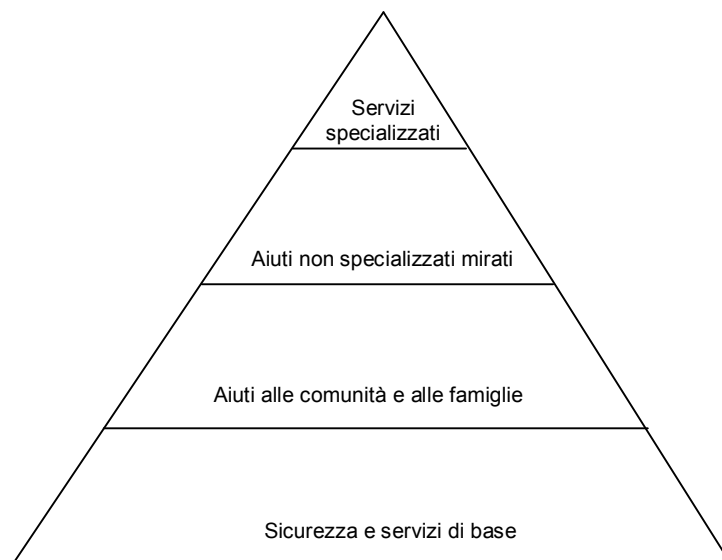 Servizi
specializzati
Aiuti non specializzati mirati
Aiuti alle comunità e alle famiglie
Sicurezza e servizi di base